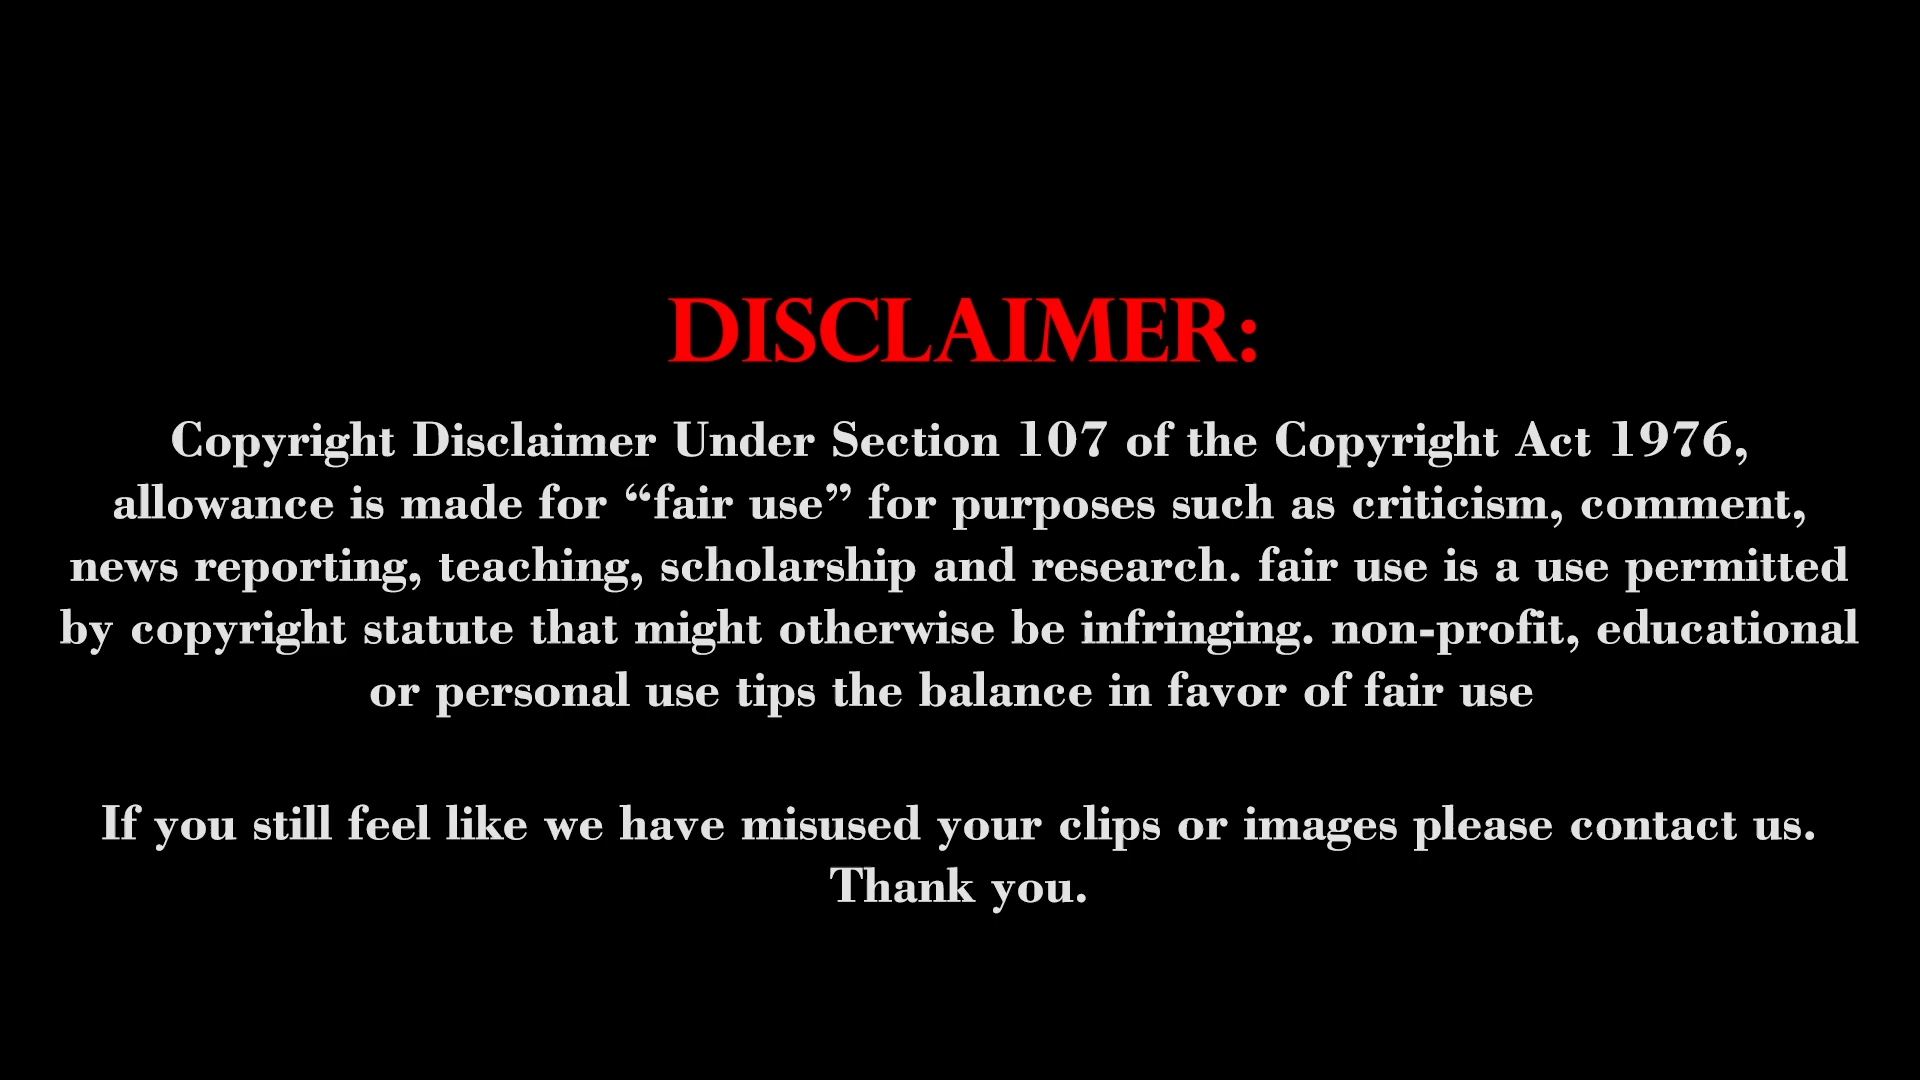 DISCLAIMER:
Copyright Disclaimer Under Section 107 of the Copyright Act 1976,
allowance is made for “fair use” for purposes such as criticism, comment,
news reporting, teaching, scholarship and research. fair use is a use permitted
by copyright statute that might otherwise be infringing. non-profit, educational
or personal use tips the balance in favor of fair use
If you still feel like we have misused your clips or images please contact us.
Thank you.